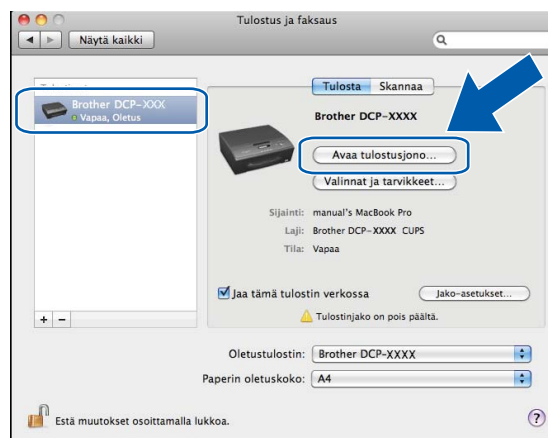 Tulostus ja faksaus
Näytä kaikki
Tulosta Skannaa
Brother DCP-XXX
Vapaa, Oletus
Brother DCP-XXXX
Avaa tulostusjono...
Valinnat ja tarvikkeet...
Sijainti: manual's MacBook Pro
Laji: Brother DCP-XXXX CUPS
Tila: Vapaa
Jaa tämä tulostin verkossa
Jako-asetukset...
Tulostinjako on pois päältä.
+ −
Oletustulostin: Brother DCP-XXXX
Paperin oletuskoko: A4
Estä muutokset osoittamalla lukkoa.
?